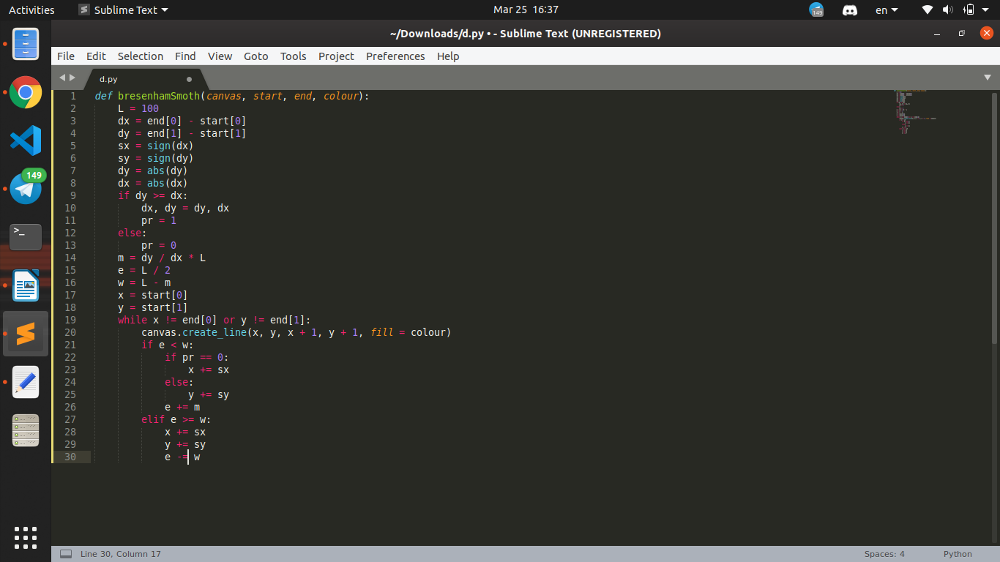 Activities Sublime Text Mar 25 16:37 149 en
~/Downloads/d.py • - Sublime Text (UNREGISTERED)
File Edit Selection Find View Goto Tools Project Preferences Help
d.py
149
>_
1 def bresenhamSmoth(canvas, start, end, colour):
2 L = 100
3 dx = end[0] - start[0]
4 dy = end[1] - start[1]
5 sx = sign(dx)
6 sy = sign(dy)
7 dy = abs(dy)
8 dx = abs(dx)
9 if dy >= dx:
10 dx, dy = dy, dx
11 pr = 1
12 else:
13 pr = 0
14 m = dy / dx * L
15 e = L / 2
16 w = L - m
17 x = start[0]
18 y = start[1]
19 while x != end[0] or y != end[1]:
20 canvas.create_line(x, y, x + 1, y + 1, fill = colour)
21 if e < w:
22 if pr == 0:
23 x += sx
24 else:
25 y += sy
26 e += m
27 elif e >= w:
28 x += sx
29 y += sy
30 e -= w
Line 30, Column 17 Spaces: 4 Python